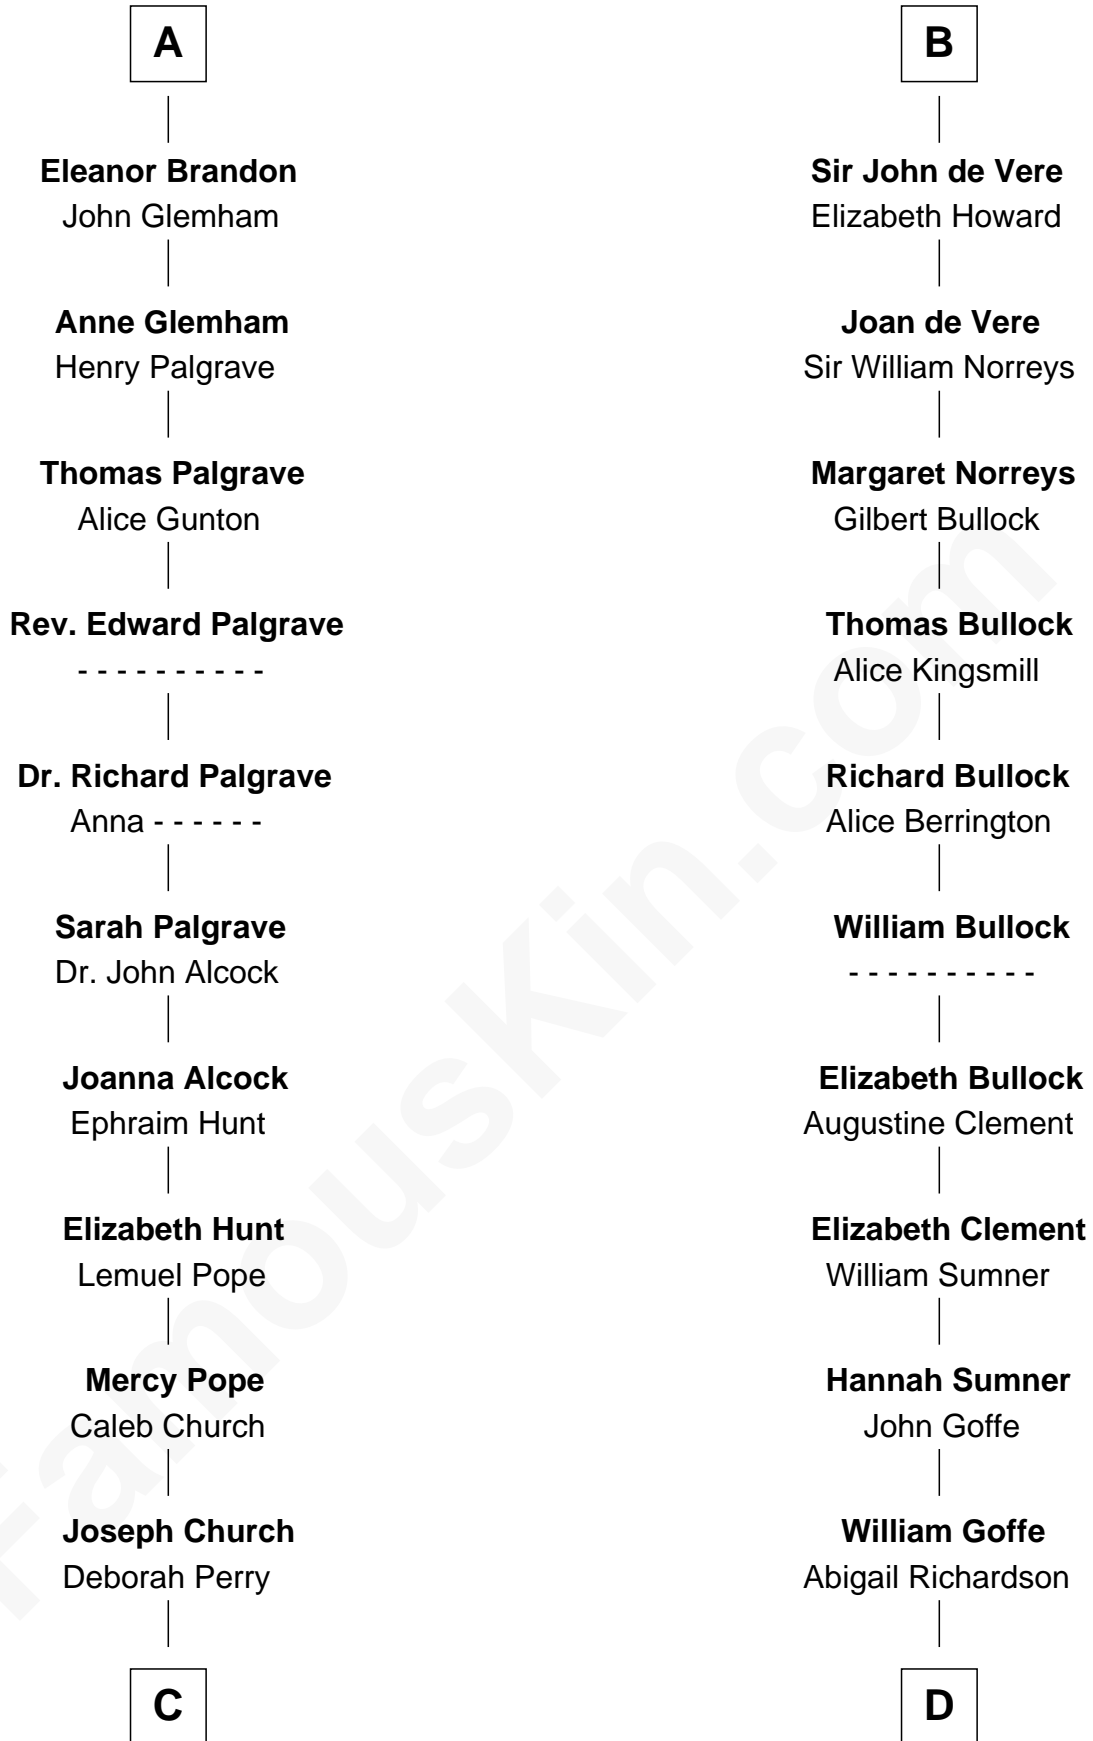 A
Eleanor Brandon
John Glemham
Anne Glemham
Henry Palgrave
Thomas Palgrave
Alice Gunton
Rev. Edward Palgrave
- - - - - - - - - -
Dr. Richard Palgrave
Anna - - - - - -
Sarah Palgrave
Dr. John Alcock
Joanna Alcock
Ephraim Hunt
Elizabeth Hunt
Lemuel Pope
Mercy Pope
Caleb Church
Joseph Church
Deborah Perry
C
B
Sir John de Vere
Elizabeth Howard
Joan de Vere
Sir William Norreys
Margaret Norreys
Gilbert Bullock
Thomas Bullock
Alice Kingsmill
Richard Bullock
Alice Berrington
William Bullock
- - - - - - - - - -
Elizabeth Bullock
Augustine Clement
Elizabeth Clement
William Sumner
Hannah Sumner
John Goffe
William Goffe
Abigail Richardson
D
FamousKin.com